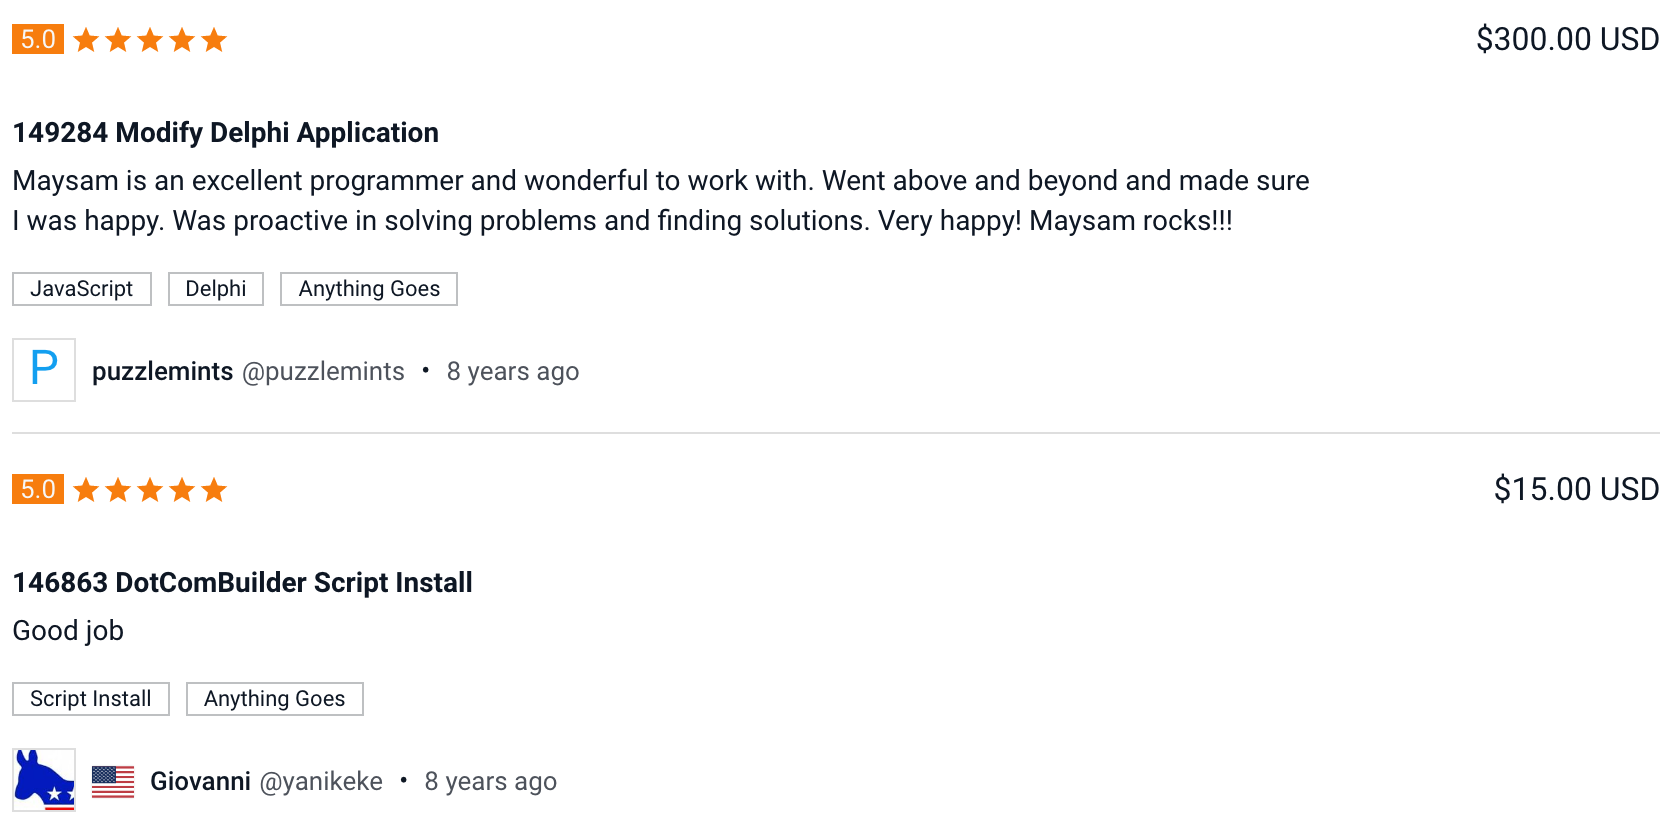 5.0
$300.00 USD
149284 Modify Delphi Application
Maysam is an excellent programmer and wonderful to work with. Went above and beyond and made sure
I was happy. Was proactive in solving problems and finding solutions. Very happy! Maysam rocks!!!
JavaScript Delphi Anything Goes
P
puzzlemints @puzzlemints • 8 years ago
5.0
$15.00 USD
146863 DotComBuilder Script Install
Good job
Script Install Anything Goes
Giovanni @yanikeke • 8 years ago